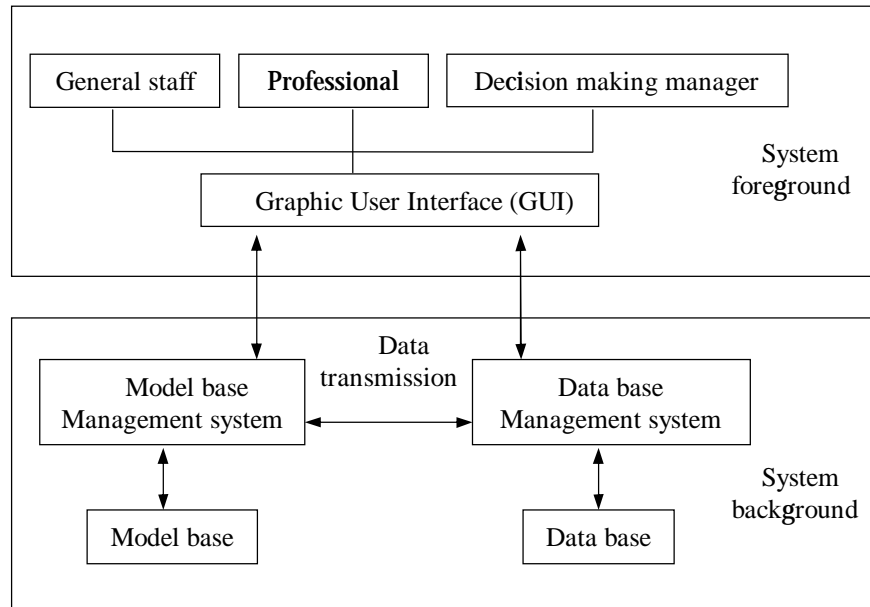 General staff
Professional
Decision making manager
System
foreground
Graphic User Interface (GUI)
Data
transmission
Model base
Management system
Data base
Management system
System
background
Model base
Data base